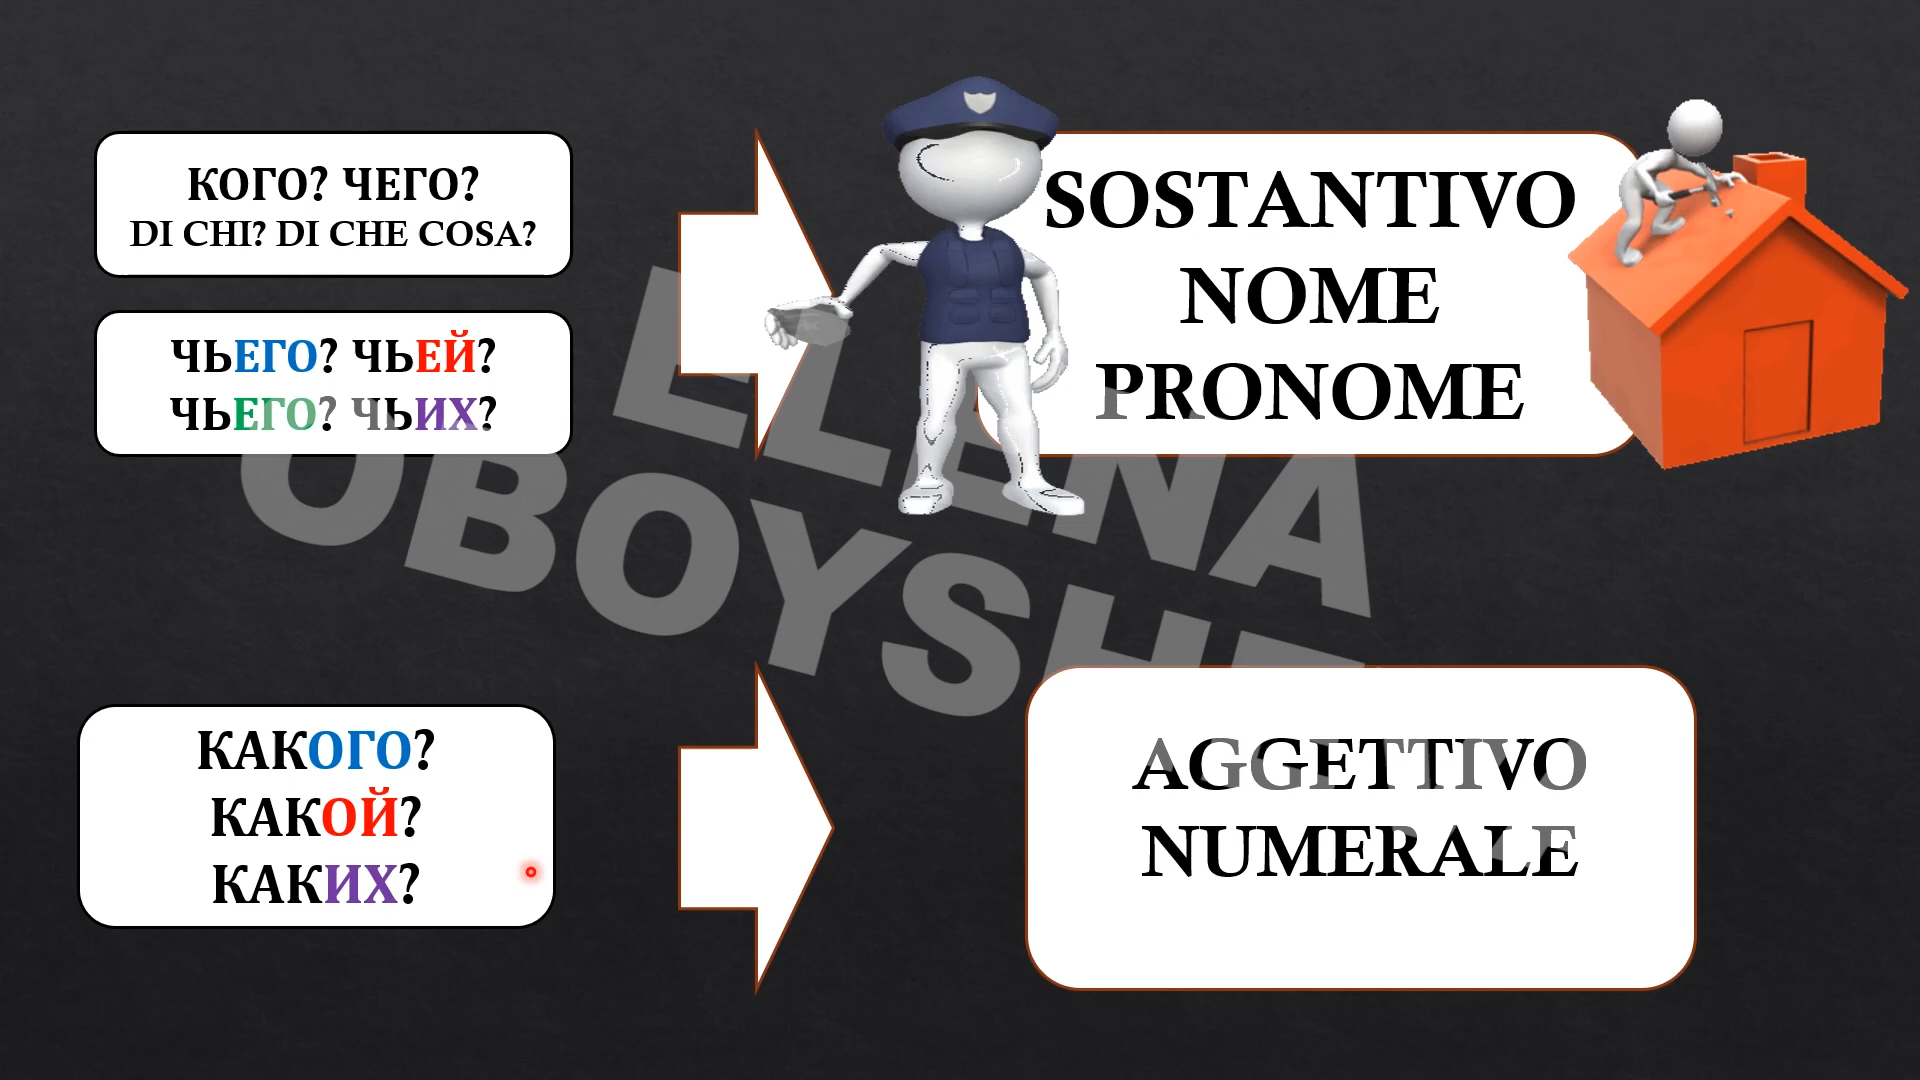 КОГО? ЧЕГО?
DI CHI? DI CHE COSA?
ЧЬЕГО? ЧЬЕЙ?
ЧЬЕГО? ЧЬИХ?
SOSTANTIVO
NOME
PRONOME
ELENA
КАКОГО?
КАКОЙ?
КАКИХ?
AGGETTIVO
NUMERALE